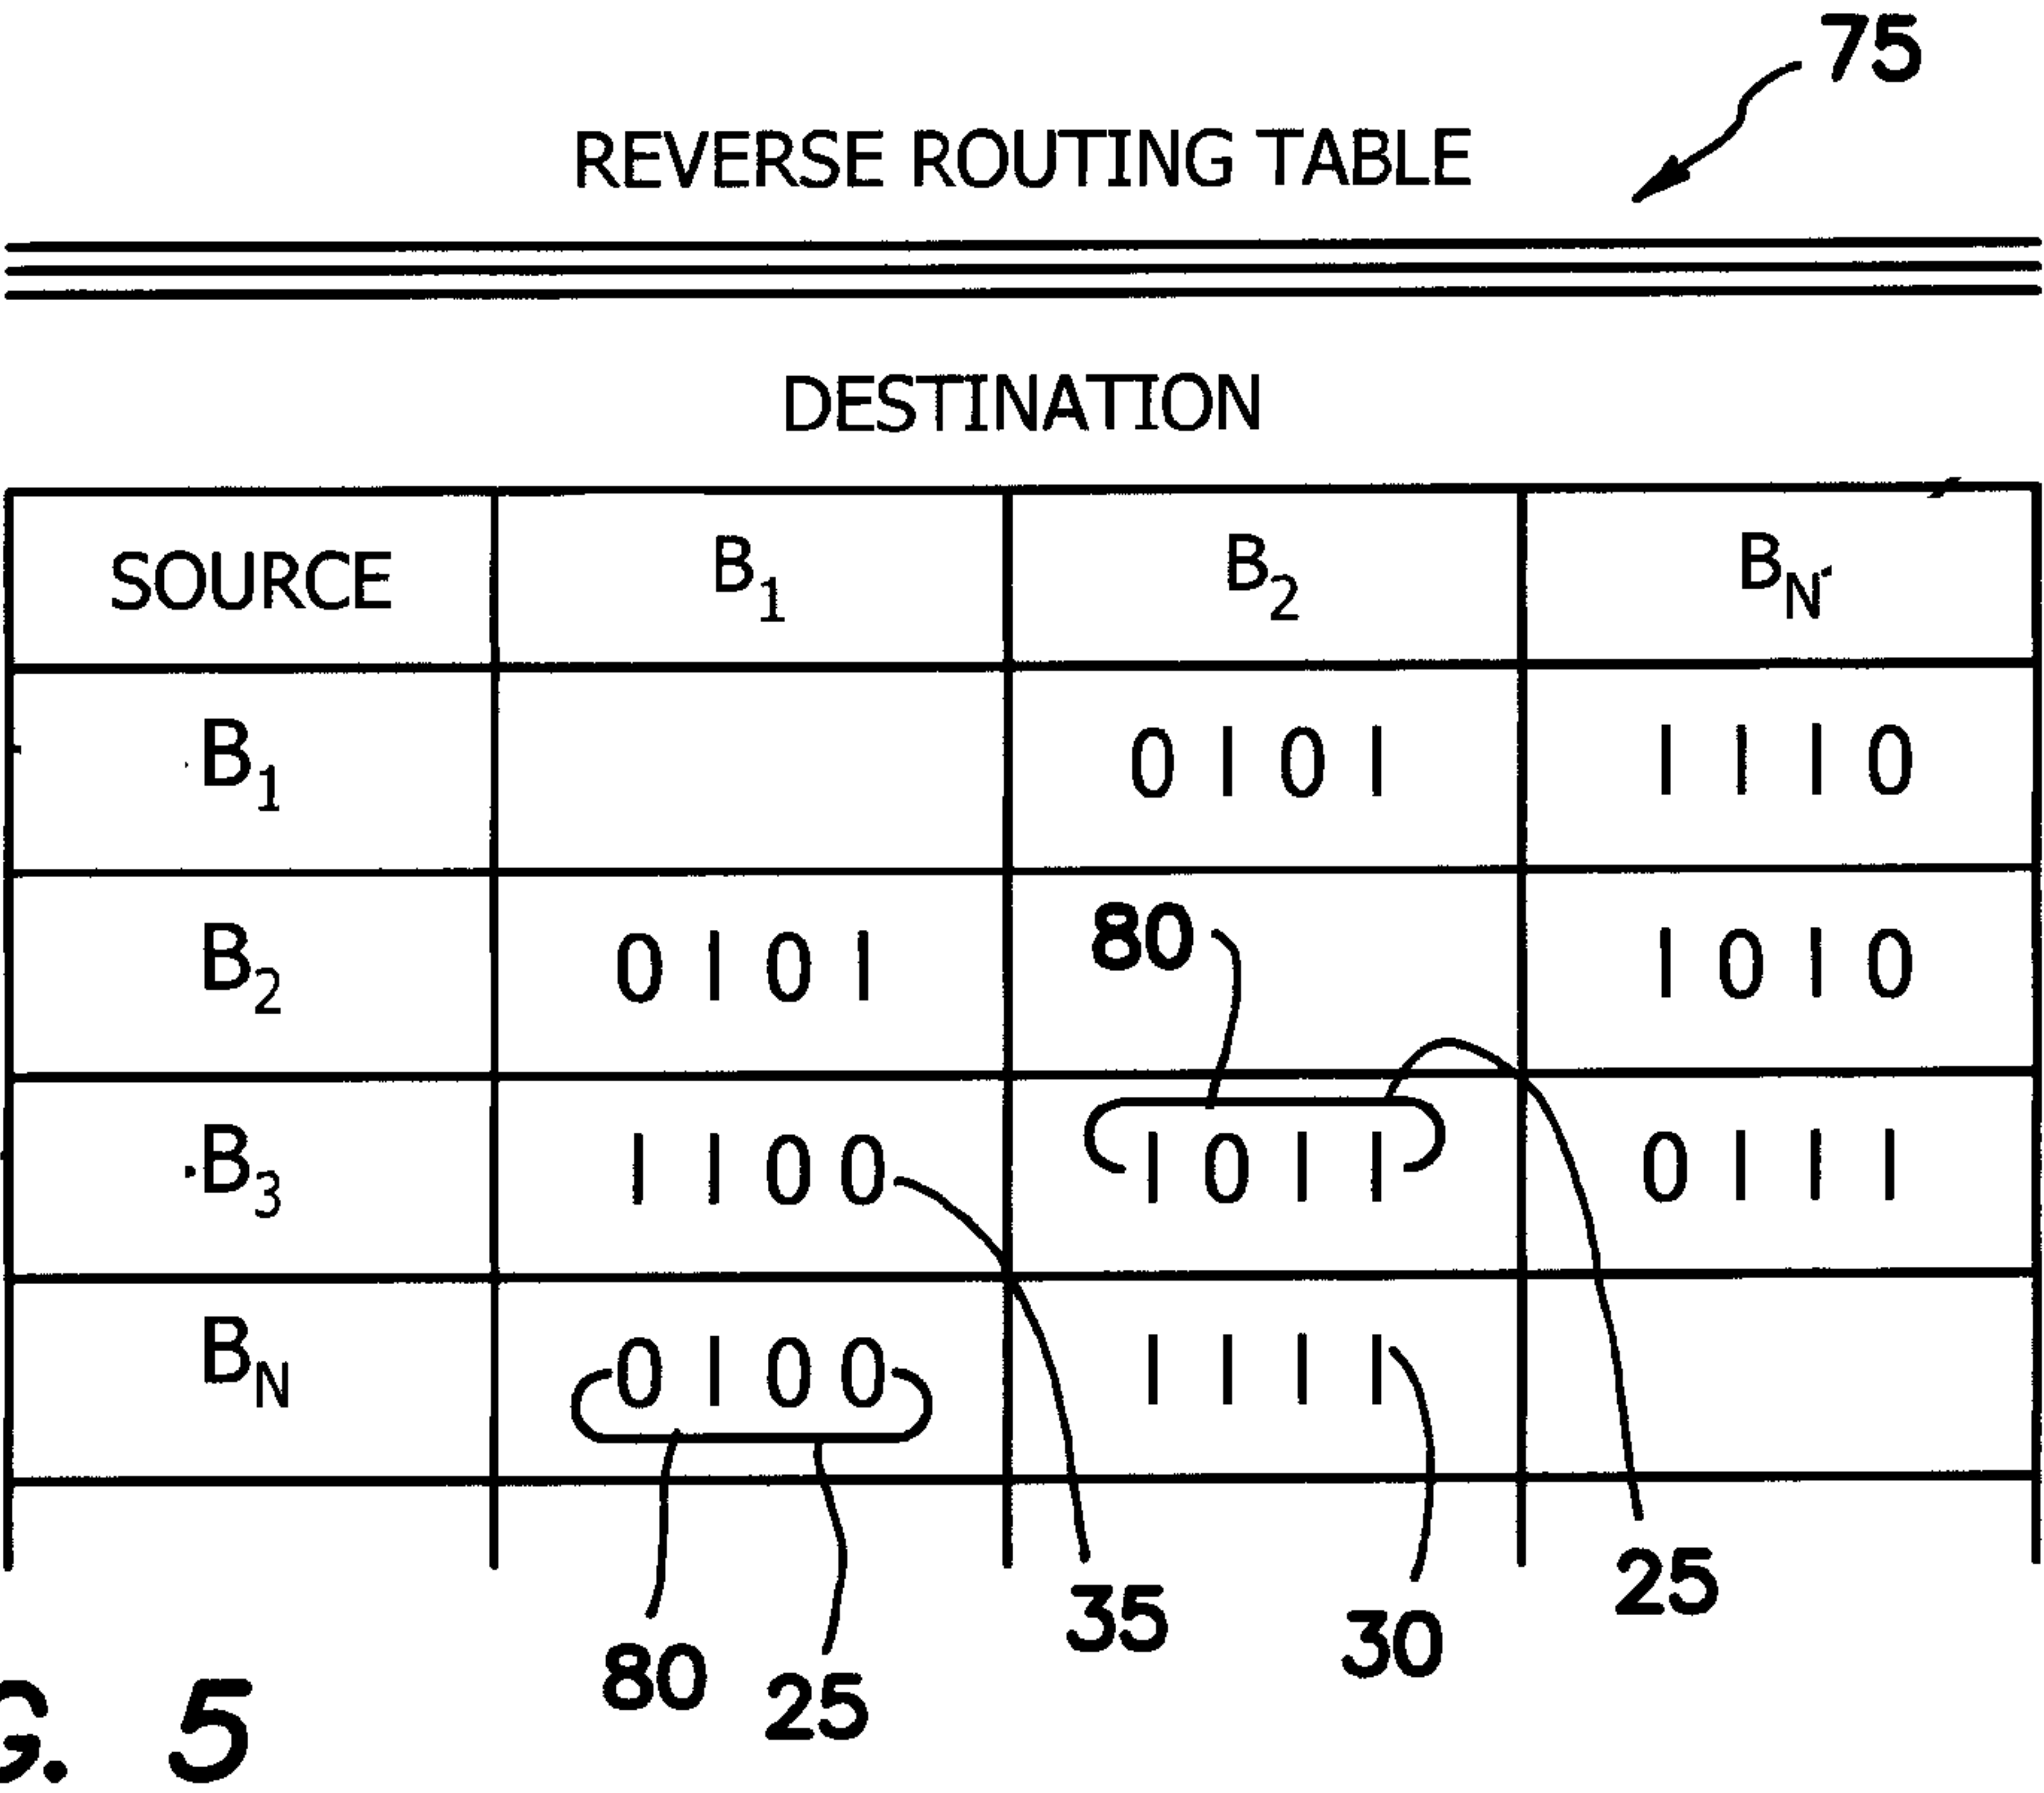 75
REVERSE ROUTING TABLE
DESTINATION
SOURCE B1 B2 BN
B1 0101 1110
B2 0101 1010
80
B3 1100 1011 0111
BN 0100 1111
80 25 35 30 25
G. 5